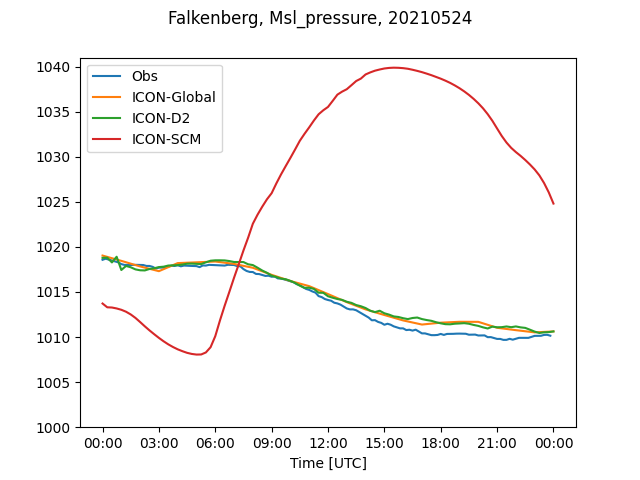 Falkenberg, Msl_pressure, 20210524
Obs
ICON-Global
ICON-D2
ICON-SCM
1040
1035
1030
1025
1020
1015
1010
1005
1000
00:00 03:00 06:00 09:00 12:00 15:00 18:00 21:00 00:00
Time [UTC]